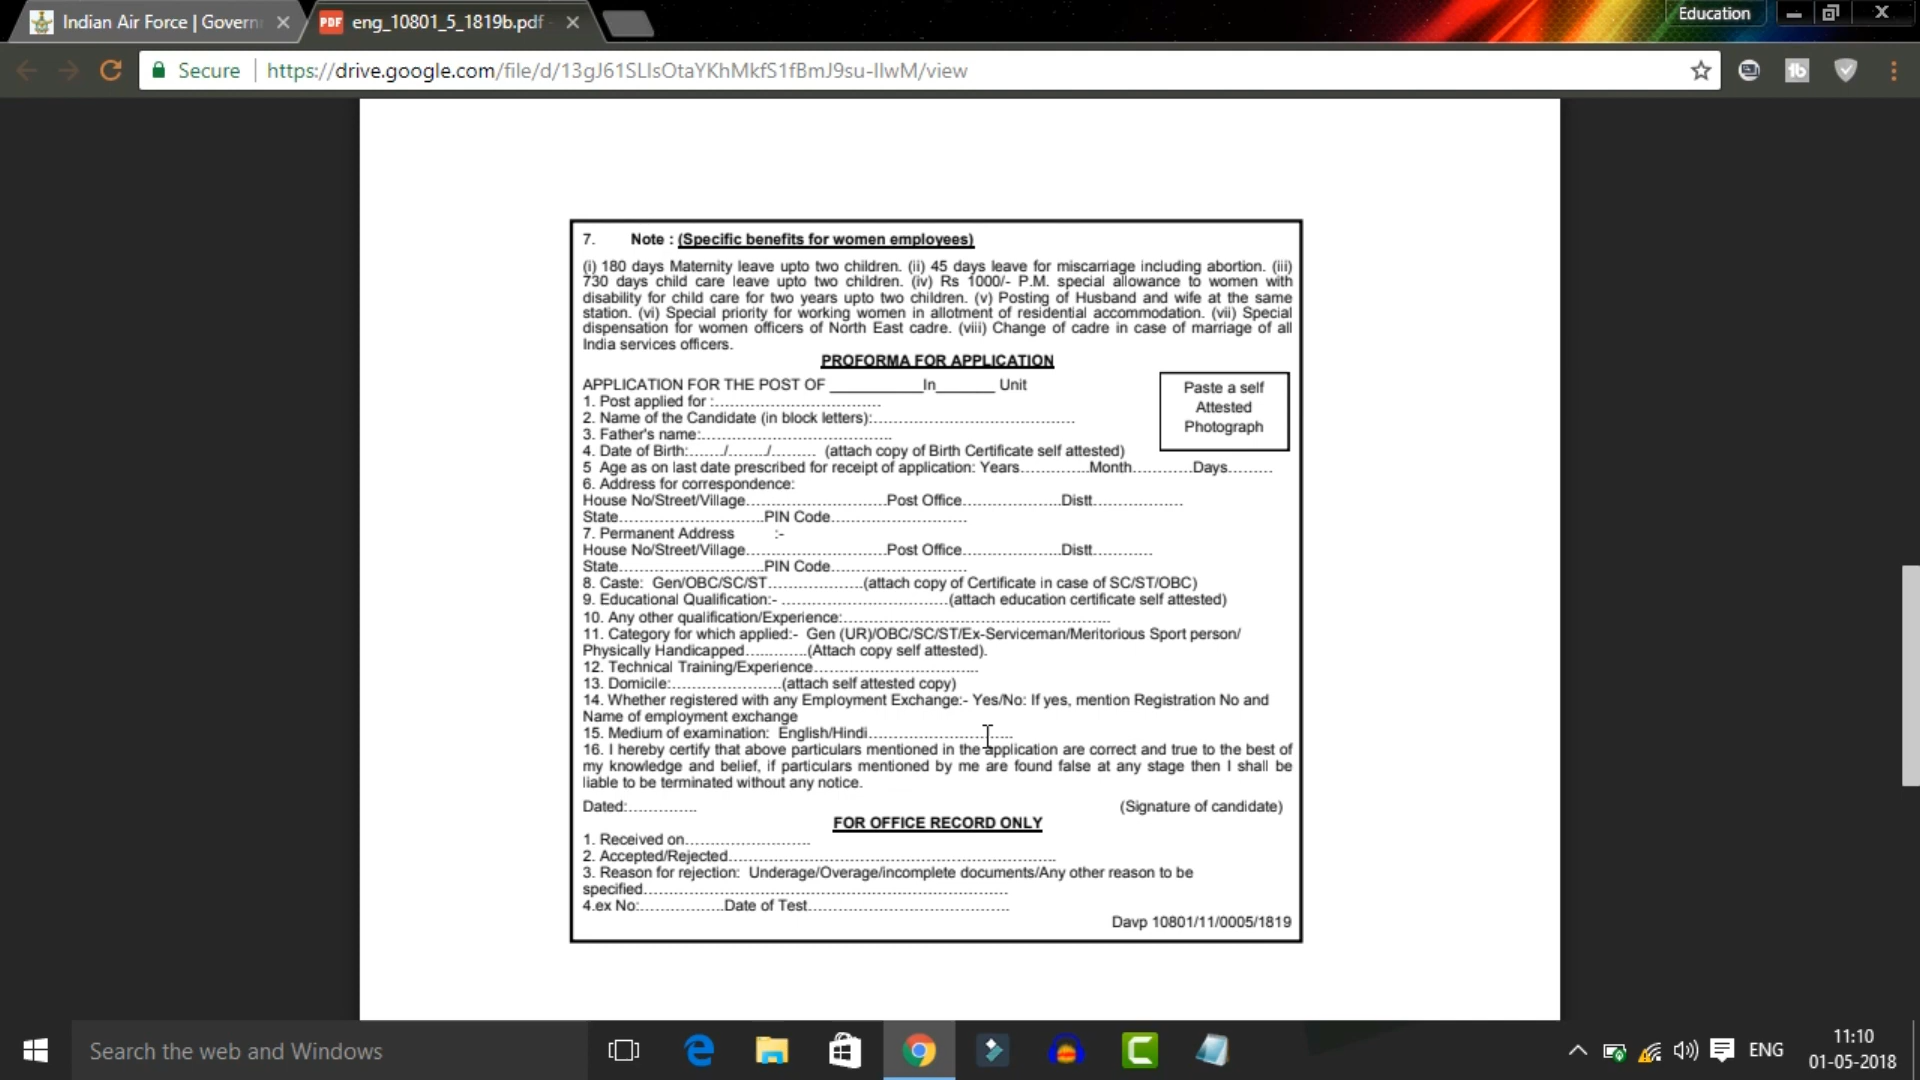 Indian Air Force | Govern
eng_10801_5_1819b.pdf
Education
Secure
https://drive.google.com/file/d/13gJ61SLlsOtaYKhMkfS1fBmJ9su-IIwM/view
7. Note : (Specific benefits for women employees)
(i) 180 days Maternity leave upto two children. (ii) 45 days leave for miscarriage including abortion. (iii)
730 days child care leave upto two children. (iv) Rs 1000/- P.M. special allowance to women with
disability for child care for two years upto two children. (v) Posting of Husband and wife at the same
station. (vi) Special priority for working women in allotment of residential accommodation. (vii) Special
dispensation for women officers of North East cadre. (viii) Change of cadre in case of marriage of all
India services officers.
PROFORMA FOR APPLICATION
APPLICATION FOR THE POST OF ___________In_______ Unit
Paste a self
Attested
Photograph
1. Post applied for :..................................
2. Name of the Candidate (in block letters):.........................................
3. Father's name:.......................................
4. Date of Birth:......./......../......... (attach copy of Birth Certificate self attested)
5 Age as on last date prescribed for receipt of application: Years..............Month............Days.........
6. Address for correspondence:
House No/Street/Village............................Post Office....................Distt..................
State.............................PIN Code...........................
7. Permanent Address :-
House No/Street/Village............................Post Office....................Distt............
State.............................PIN Code...........................
8. Caste: Gen/OBC/SC/ST...................(attach copy of Certificate in case of SC/ST/OBC)
9. Educational Qualification:- .................................(attach education certificate self attested)
10. Any other qualification/Experience:......................................................
11. Category for which applied:- Gen (UR)/OBC/SC/ST/Ex-Serviceman/Meritorious Sport person/
Physically Handicapped............(Attach copy self attested).
12. Technical Training/Experience.................................
13. Domicile:......................(attach self attested copy)
14. Whether registered with any Employment Exchange:- Yes/No: If yes, mention Registration No and
Name of employment exchange
15. Medium of examination: English/Hindi.............................
16. I hereby certify that above particulars mentioned in the application are correct and true to the best of
my knowledge and belief, if particulars mentioned by me are found false at any stage then I shall be
liable to be terminated without any notice.
Dated:.............. (Signature of candidate)
FOR OFFICE RECORD ONLY
1. Received on.........................
2. Accepted/Rejected..................................................................
3. Reason for rejection: Underage/Overage/incomplete documents/Any other reason to be
specified.........................................................................
4.ex No:.................Date of Test........................................
Davp 10801/11/0005/1819
Search the web and Windows
ENG
11:10
01-05-2018